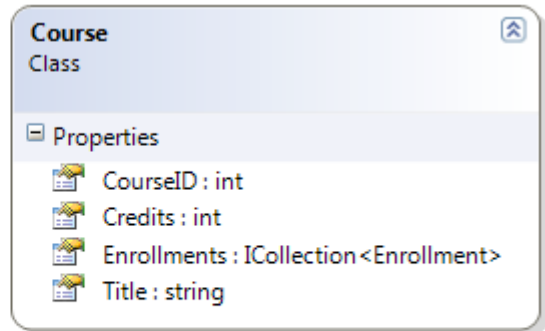 Course
Class
Properties
CourseID : int
Credits : int
Enrollments : ICollection<Enrollment>
Title : string